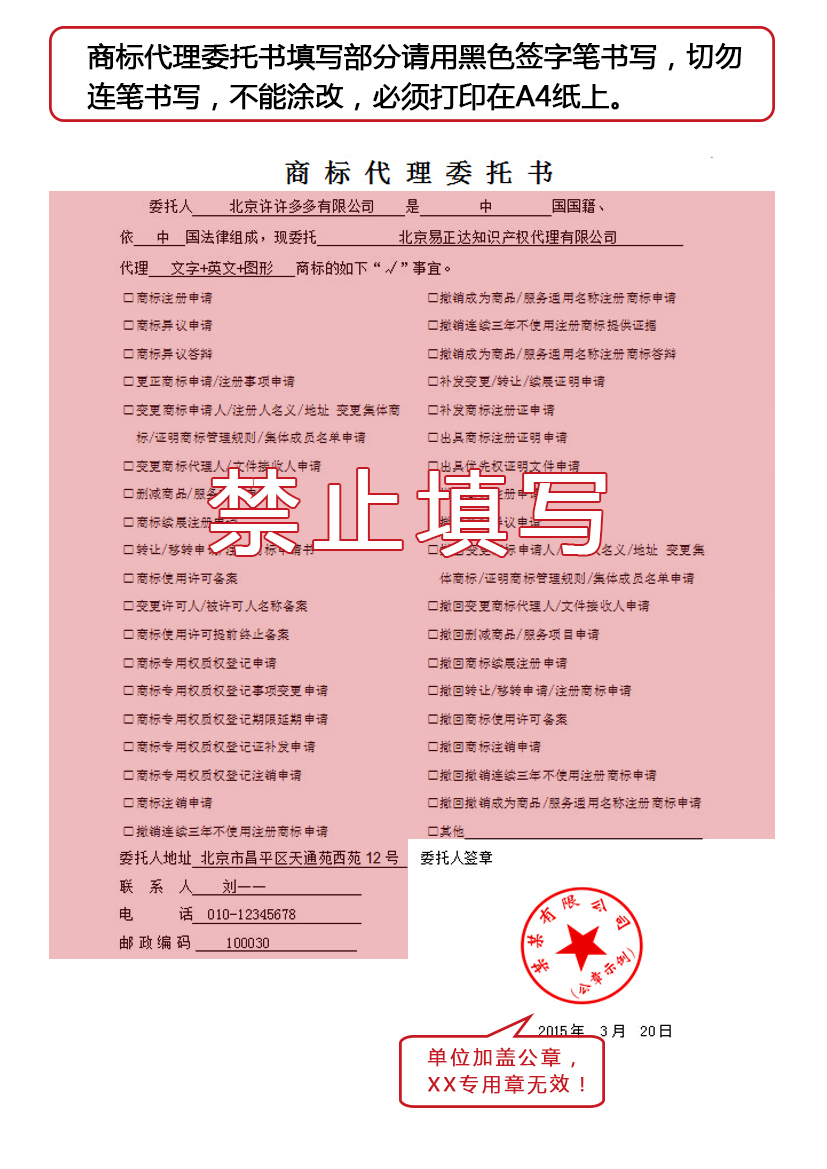 商标代理委托书填写部分请用黑色签字笔书写，切勿
连笔书写，不能涂改，必须打印在A4纸上。
商标代理委托书
委托人 北京许许多多有限公司 是 中 国国籍、
依 中 国法律组成，现委托 北京易正达知识产权代理有限公司
代理 文字+英文+图形 商标的如下“√”事宜。
□商标注册申请
□商标异议申请
□商标异议答辩
□更正商标申请/注册事项申请
□变更商标申请人/注册人名义/地址 变更集体商
标/证明商标管理规则/集体成员名单申请
□变更商标代理人/文件接收人申请
□删减商品/服务
□商标续展注册申请
□转让/移转申请/注册商标申请书
□商标使用许可备案
□变更许可人/被许可人名称备案
□商标使用许可提前终止备案
□商标专用权质权登记申请
□商标专用权质权登记事项变更申请
□商标专用权质权登记期限延期申请
□商标专用权质权登记证补发申请
□商标专用权质权登记注销申请
□商标注销申请
□撤销连续三年不使用注册商标申请
□撤销成为商品/服务通用名称注册商标申请
□撤销连续三年不使用注册商标提供证据
□撤销成为商品/服务通用名称注册商标答辩
□补发变更/转让/续展证明申请
□补发商标注册证申请
□出具商标注册证明申请
□出具优先权证明文件申请
注册申请
异议申请
□撤回变更商标申请人/注册人名义/地址 变更集
体商标/证明商标管理规则/集体成员名单申请
□撤回变更商标代理人/文件接收人申请
□撤回删减商品/服务项目申请
□撤回商标续展注册申请
□撤回转让/移转申请/注册商标申请
□撤回商标使用许可备案
□撤回商标注销申请
□撤回撤销连续三年不使用注册商标申请
□撤回撤销成为商品/服务通用名称注册商标申请
□其他
禁止填写
委托人地址 北京市昌平区天通苑西苑 12 号
联系人 刘一一
电话 010-12345678
邮政编码 100030
委托人签章
某某有限公司
(公章示例)
2015年 3月 20日
单位加盖公章，
XX专用章无效！